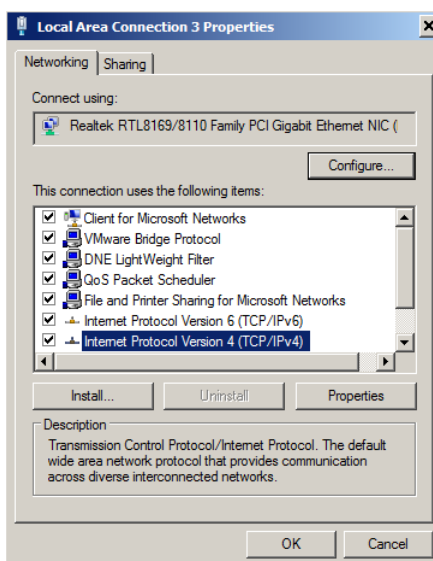 Local Area Connection 3 Properties
Networking
Sharing
Connect using:
Realtek RTL8169/8110 Family PCI Gigabit Ethernet NIC (
Configure...
This connection uses the following items:
Client for Microsoft Networks
VMware Bridge Protocol
DNE LightWeight Filter
QoS Packet Scheduler
File and Printer Sharing for Microsoft Networks
Internet Protocol Version 6 (TCP/IPv6)
Internet Protocol Version 4 (TCP/IPv4)
Install...
Uninstall
Properties
Description
Transmission Control Protocol/Internet Protocol. The default
wide area network protocol that provides communication
across diverse interconnected networks.
OK
Cancel